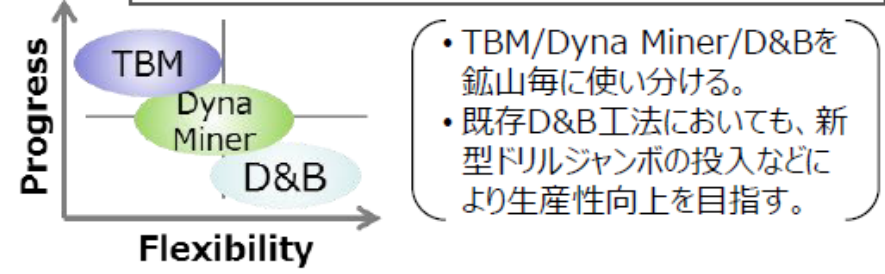 Progress
TBM
Dyna
Miner
D&B
Flexibility
• TBM/Dyna Miner/D&Bを
鉱山毎に使い分ける。
• 既存D&B工法においても、新
型ドリルジャンボの投入などに
より生産性向上を目指す。